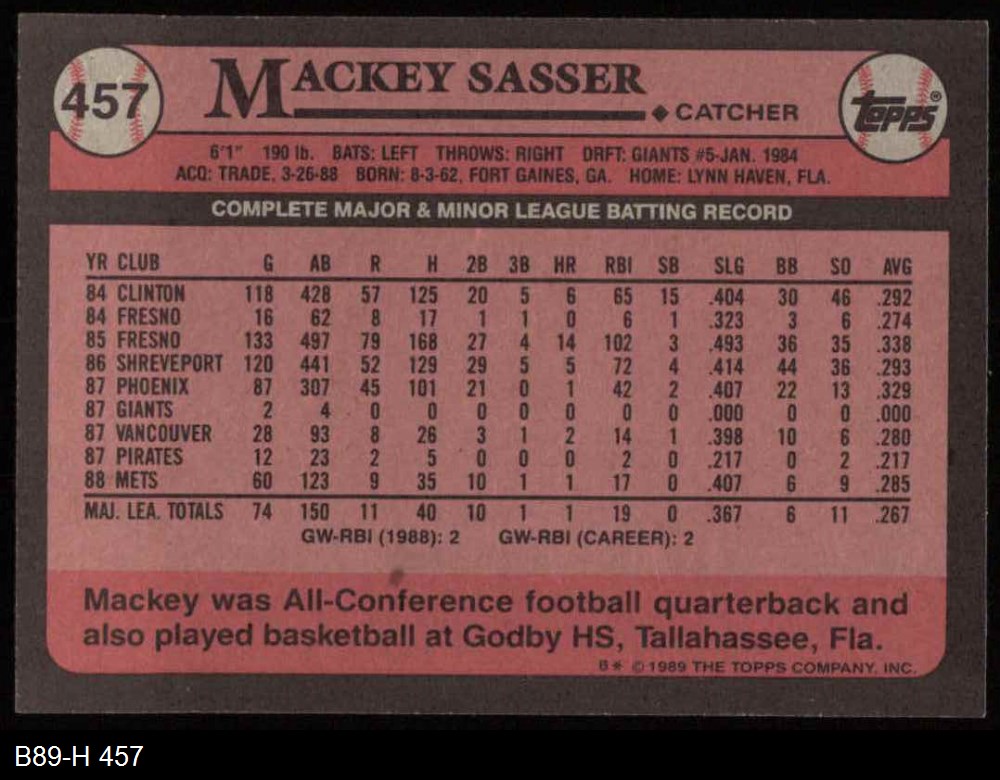 457
MACKEY SASSER
◆ CATCHER
TOPPS®
6'1" 190 lb. BATS: LEFT THROWS: RIGHT DRFT: GIANTS #5-JAN. 1984
ACQ: TRADE, 3-26-88 BORN: 8-3-62, FORT GAINES, GA. HOME: LYNN HAVEN, FLA.
COMPLETE MAJOR & MINOR LEAGUE BATTING RECORD
YR CLUB G AB R H 2B 3B HR RBI SB SLG BB SO AVG
84 CLINTON 118 428 57 125 20 5 6 65 15 .404 30 46 .292
84 FRESNO 16 62 8 17 1 1 0 6 1 .323 3 6 .274
85 FRESNO 133 497 79 168 27 4 14 102 3 .493 36 35 .338
86 SHREVEPORT 120 441 52 129 29 5 5 72 4 .414 44 36 .293
87 PHOENIX 87 307 45 101 21 0 1 42 2 .407 22 13 .329
87 GIANTS 2 4 0 0 0 0 0 0 0 .000 0 0 .000
87 VANCOUVER 28 93 8 26 3 1 2 14 1 .398 10 6 .280
87 PIRATES 12 23 2 5 0 0 0 2 0 .217 0 2 .217
88 METS 60 123 9 35 10 1 1 17 0 .407 6 9 .285
MAJ. LEA. TOTALS 74 150 11 40 10 1 1 19 0 .367 6 11 .267
GW-RBI (1988): 2 GW-RBI (CAREER): 2
Mackey was All-Conference football quarterback and
also played basketball at Godby HS, Tallahassee, Fla.
B* © 1989 THE TOPPS COMPANY, INC.
B89-H 457